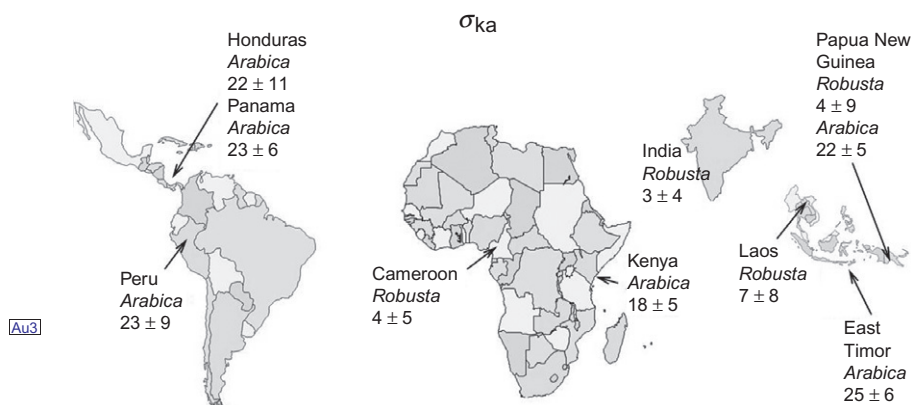 σka
Honduras
Arabica
22 ± 11
Panama
Arabica
23 ± 6
Papua New
Guinea
Robusta
4 ± 9
Arabica
22 ± 5
India
Robusta
3 ± 4
Peru
Arabica
23 ± 9
Cameroon
Robusta
4 ± 5
Kenya
Arabica
18 ± 5
Laos
Robusta
7 ± 8
East
Timor
Arabica
25 ± 6
Au3